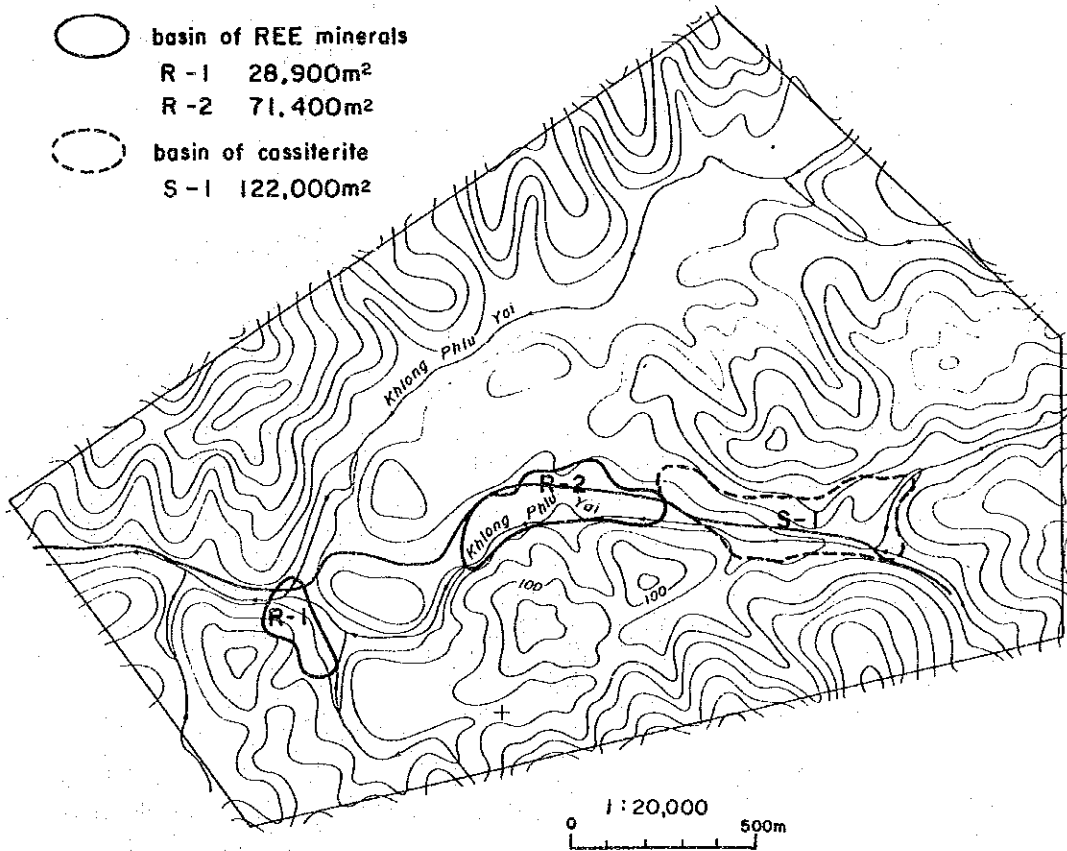 basin of REE minerals
R-1 28,900m²
R-2 71,400m²
basin of cassiterite
S-1 122,000m²
Khlong Phlu Yai
R-2
Khlong Phlu Yai
S-1
100
100
R-1
1:20,000
0 500m